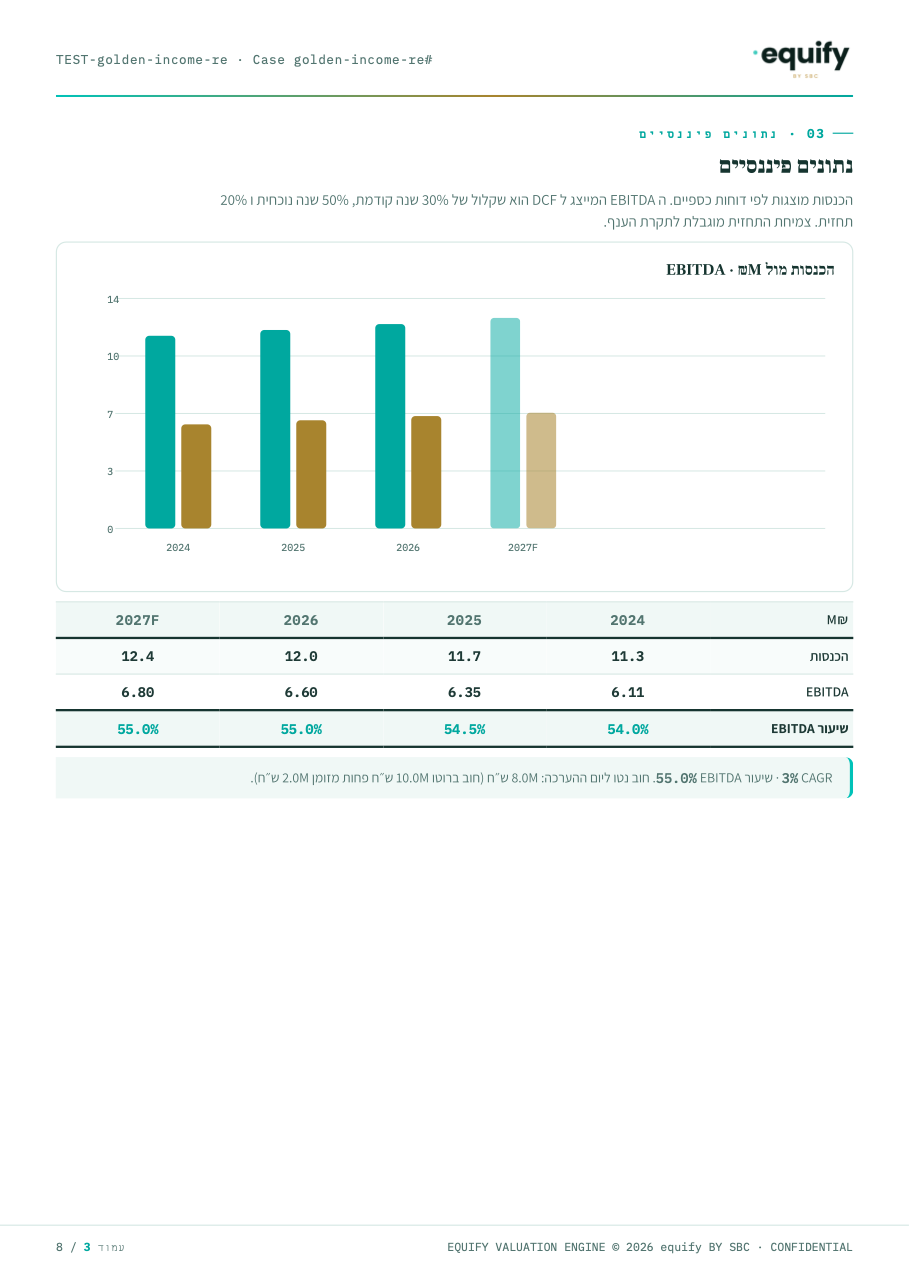 TEST-golden-income-re · Case golden-income-re#
equify
BY SBC
03 · נתונים פיננסיים
נתונים פיננסיים
הכנסות מוצגות לפי דוחות כספיים. ה EBITDA המייצג ל DCF הוא שקלול של 30% שנה קודמת, 50% שנה נוכחית ו 20%
תחזית. צמיחת התחזית מוגבלת לתקרת הענף.
הכנסות מול EBITDA · ₪M
14
10
7
3
0
2024 2025 2026 2027F
₪M 2024 2025 2026 2027F
הכנסות 11.3 11.7 12.0 12.4
EBITDA 6.11 6.35 6.60 6.80
שיעור EBITDA 54.0% 54.5% 55.0% 55.0%
CAGR 3% · שיעור EBITDA 55.0%. חוב נטו ליום ההערכה: 8.0M ש״ח (חוב ברוטו 10.0M ש״ח פחות מזומן 2.0M ש״ח).
EQUIFY VALUATION ENGINE © 2026 equify BY SBC · CONFIDENTIAL
עמוד 3 / 8